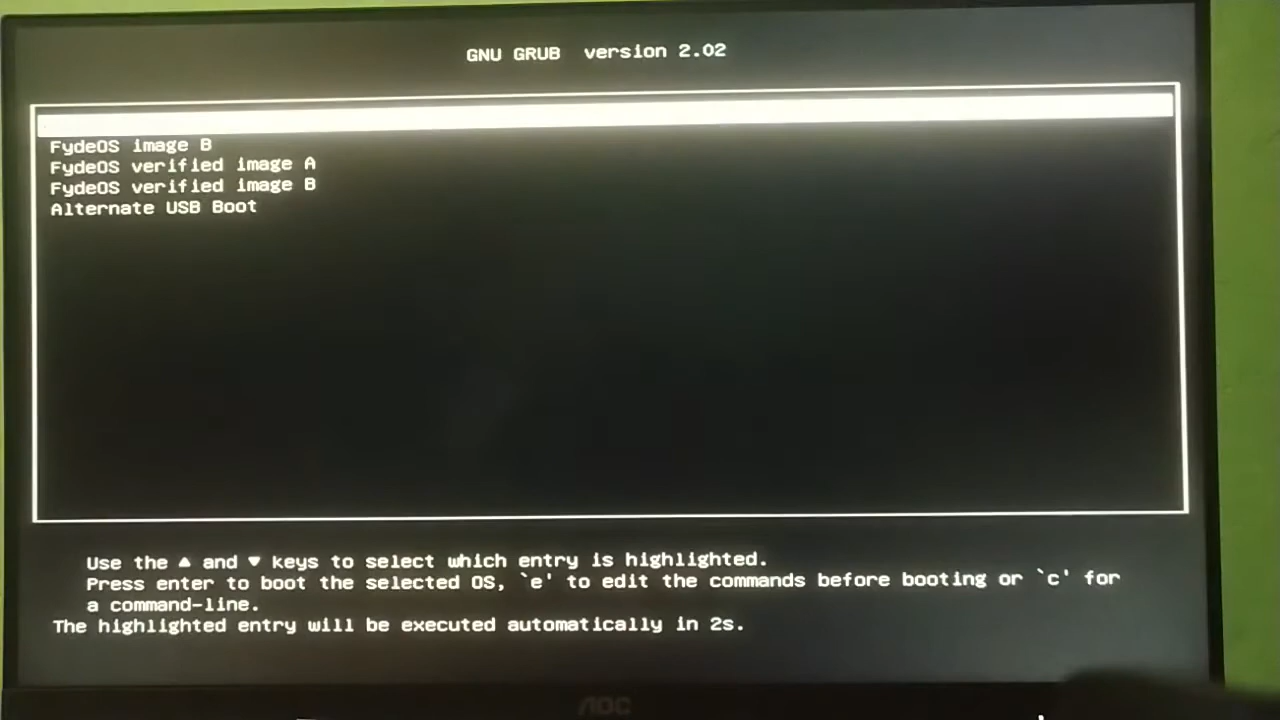 GNU GRUB version 2.02
FydeOS image B
FydeOS verified image A
FydeOS verified image B
Alternate USB Boot
Use the ▲ and ▼ keys to select which entry is highlighted.
Press enter to boot the selected OS, `e' to edit the commands before booting or `c' for
a command-line.
The highlighted entry will be executed automatically in 2s.
AOC